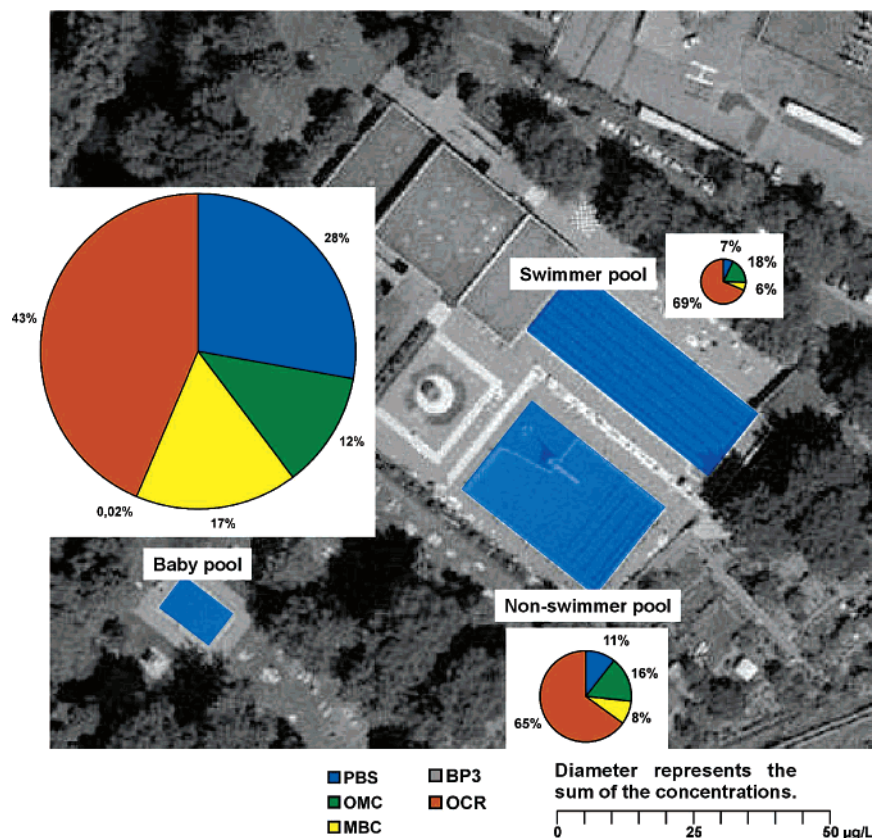 28%
43%
12%
0,02%
17%
Swimmer pool
7%
18%
6%
69%
Baby pool
Non-swimmer pool
11%
16%
65%
8%
PBS
BP3
OMC
OCR
MBC
Diameter represents the
sum of the concentrations.
0 25 50 µg/L